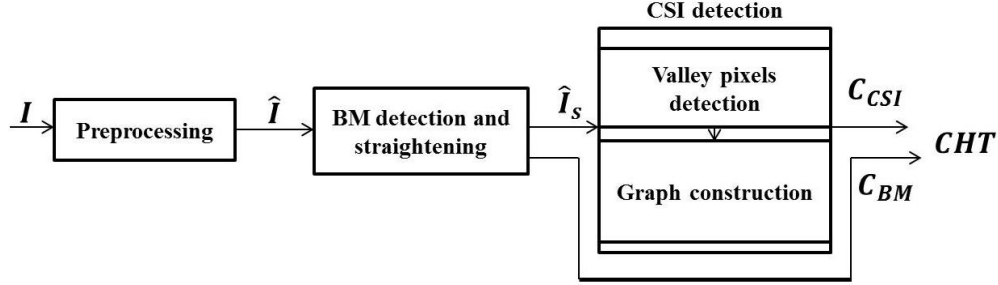 CSI detection
I
Preprocessing
Î
BM detection and
straightening
Î_s
Valley pixels
detection
Graph construction
C_CSI
C_BM
CHT